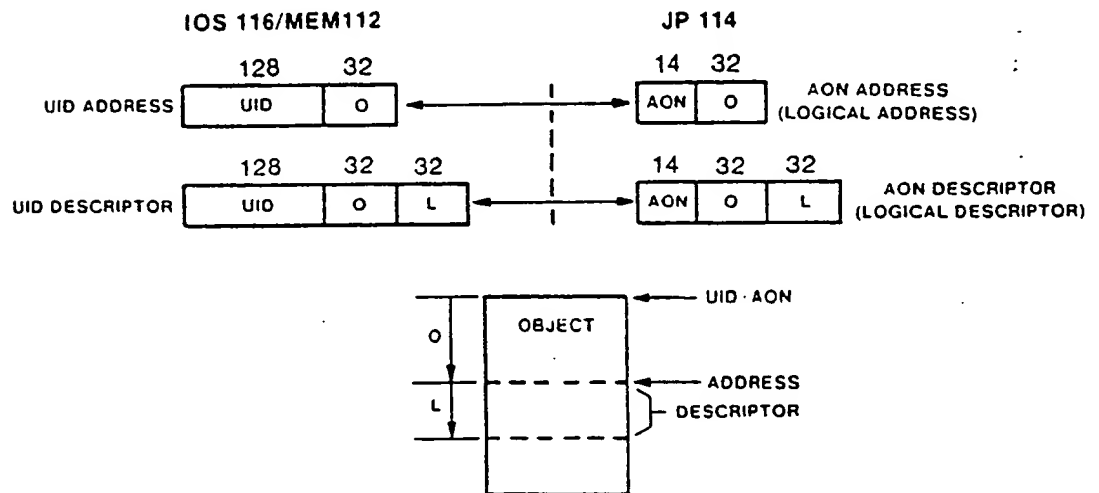 IOS 116/MEM112
JP 114
128 32
14 32
UID ADDRESS
UID O
AON O
AON ADDRESS
(LOGICAL ADDRESS)
128 32 32
14 32 32
UID DESCRIPTOR
UID O L
AON O L
AON DESCRIPTOR
(LOGICAL DESCRIPTOR)
UID · AON
OBJECT
O
ADDRESS
L
DESCRIPTOR